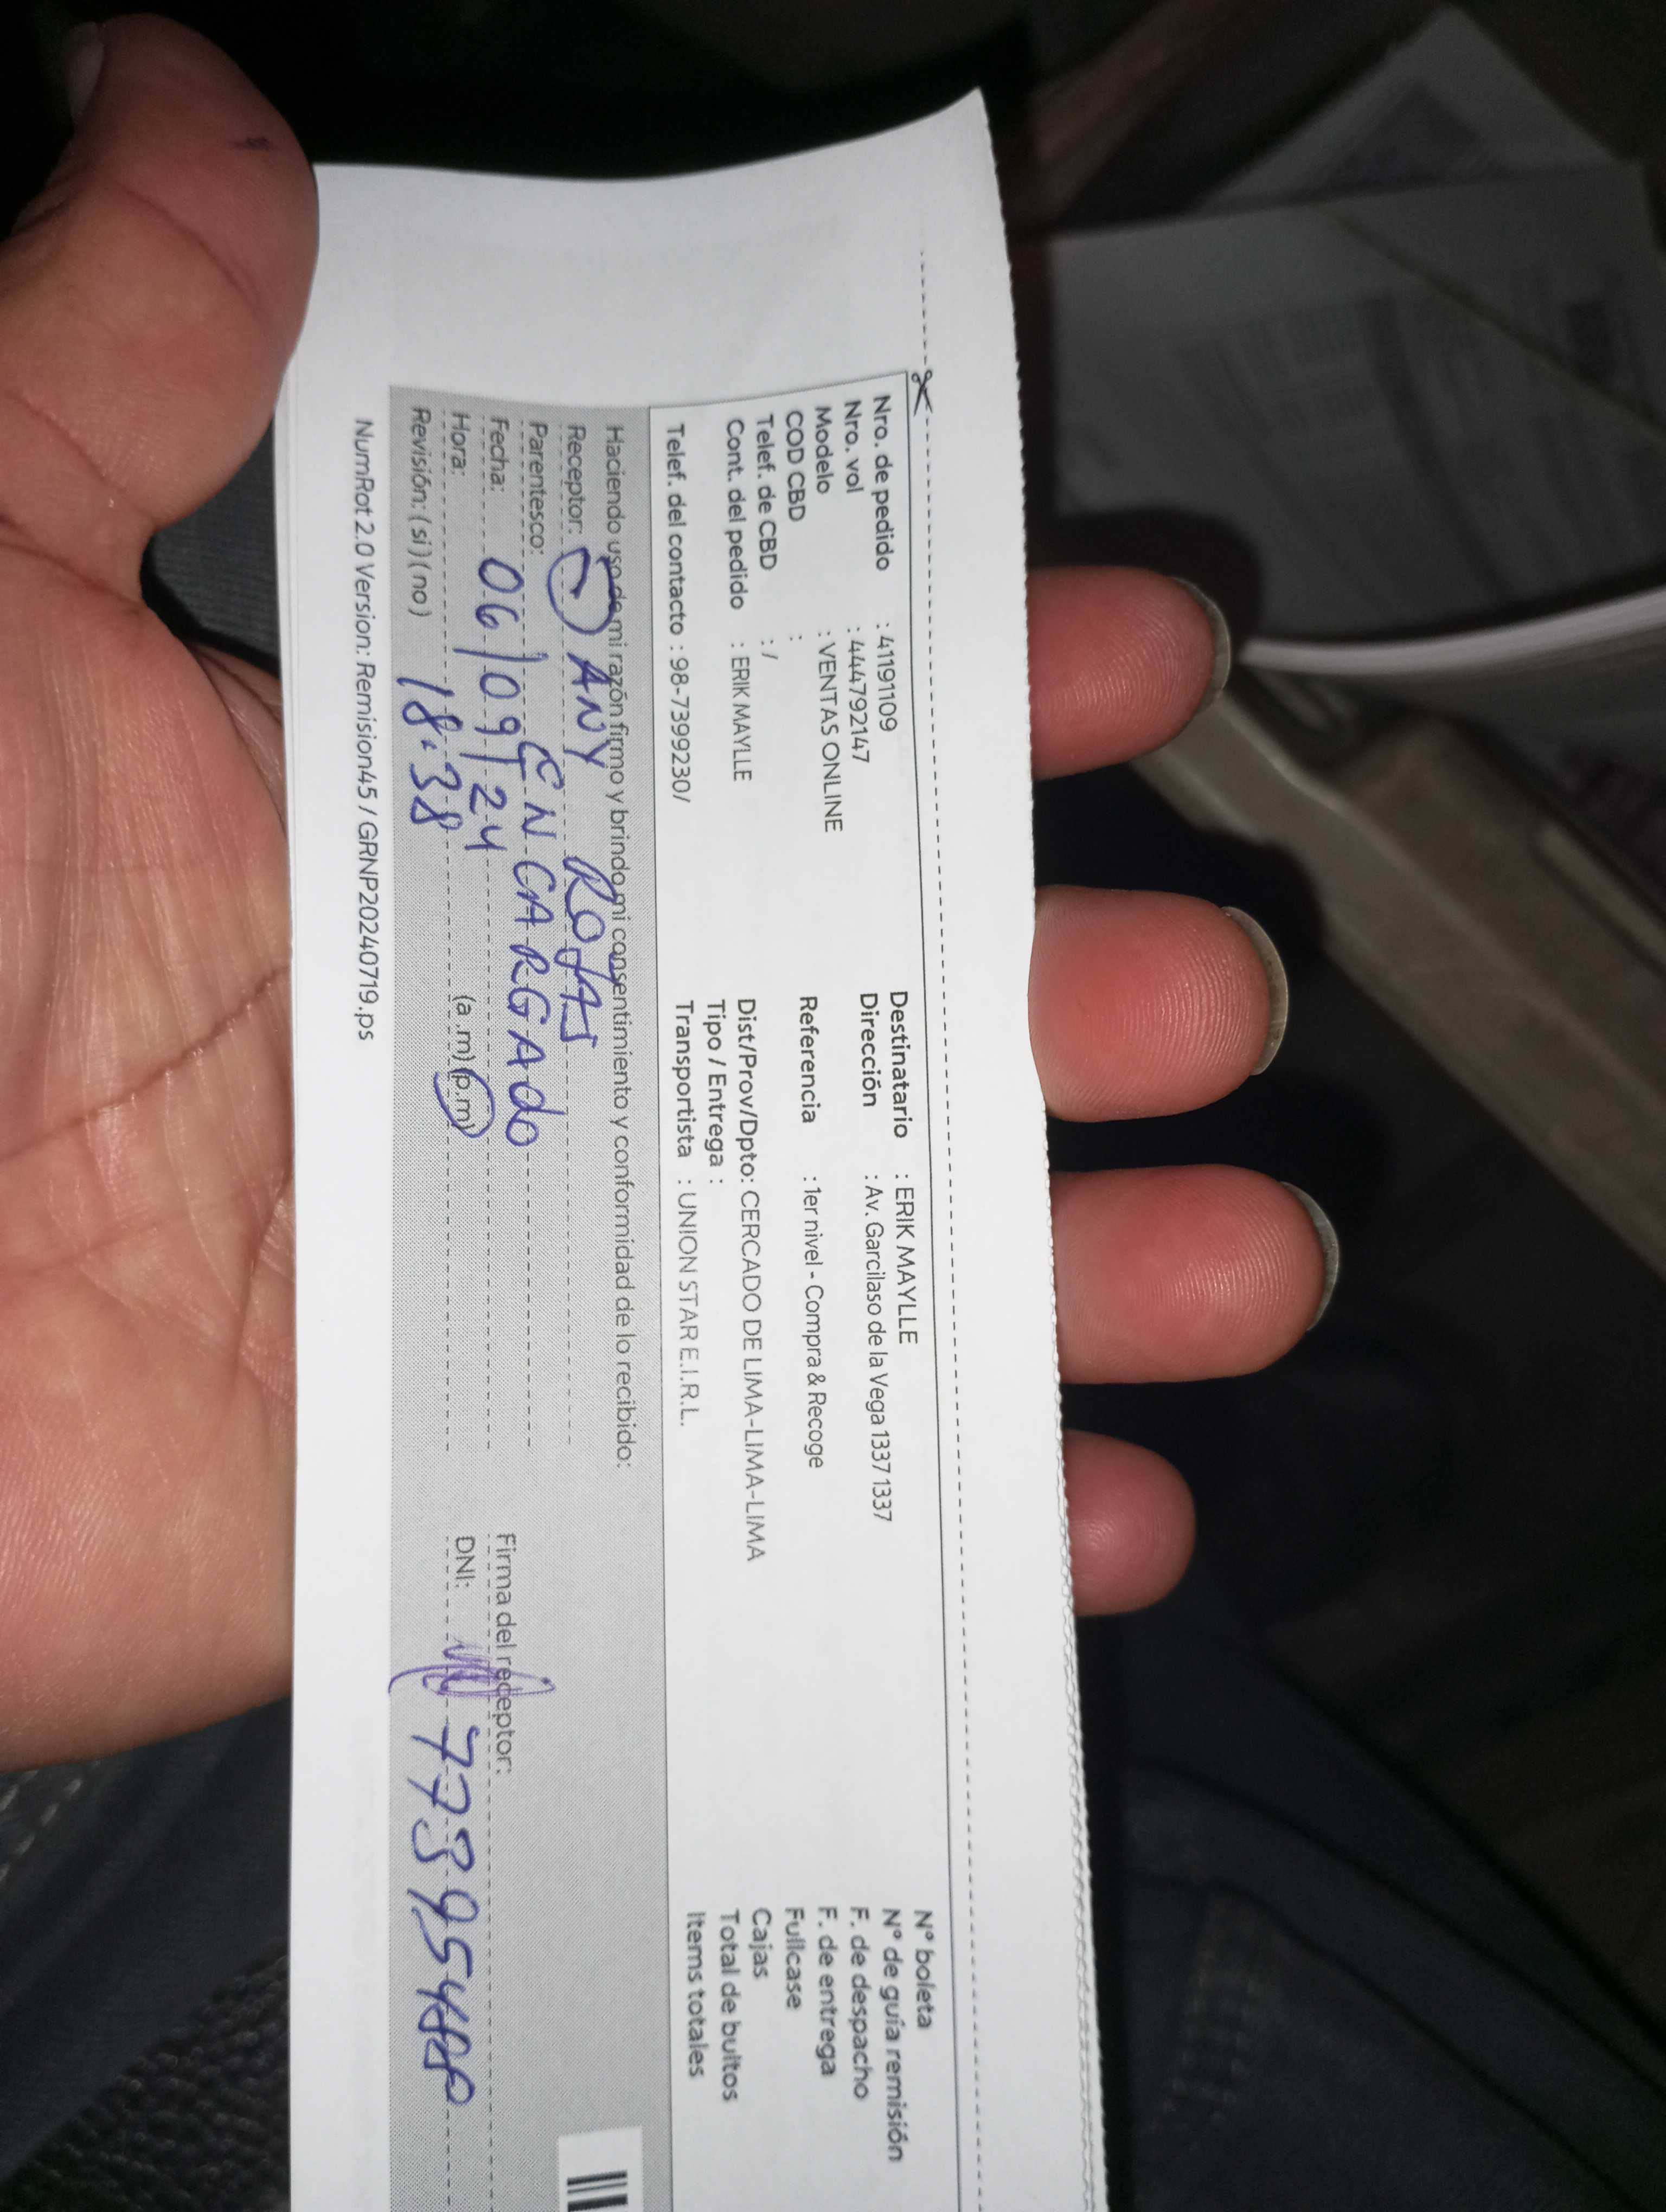 Nro. de pedido : 41191109
Nro. vol : 444792147
Modelo : VENTAS ONLINE
COD CBD :
Telef. de CBD : /
Cont. del pedido : ERIK MAYLLE
Telef. del contacto : 98-7399230/
Destinatario : ERIK MAYLLE
Dirección : Av. Garcilaso de la Vega 1337 1337
Referencia : 1er nivel - Compra & Recoge
Dist/Prov/Dpto: CERCADO DE LIMA-LIMA-LIMA
Tipo / Entrega :
Transportista : UNION STAR E.I.R.L.
N° boleta
N° de guía remisión
F. de despacho
F. de entrega
Fullcase
Cajas
Total de bultos
Items totales
Haciendo uso de mi razón firmo y brindo mi consentimiento y conformidad de lo recibido:
Receptor: ANY ROJAS
Parentesco: ENCARGAdo
Fecha: 06/09/24
Hora: 18:38 (a .m) (p.m)
Revisión: ( si ) ( no )
Firma del receptor:
DNI:
NumRot 2.0 Version: Remision45 / GRNP20240719.ps